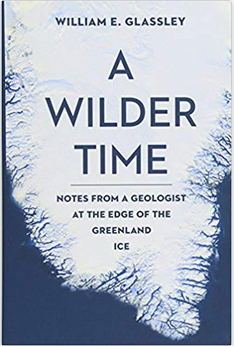 WILLIAM E. GLASSLEY
A
WILDER
TIME
NOTES FROM A GEOLOGIST
AT THE EDGE OF THE
GREENLAND
ICE